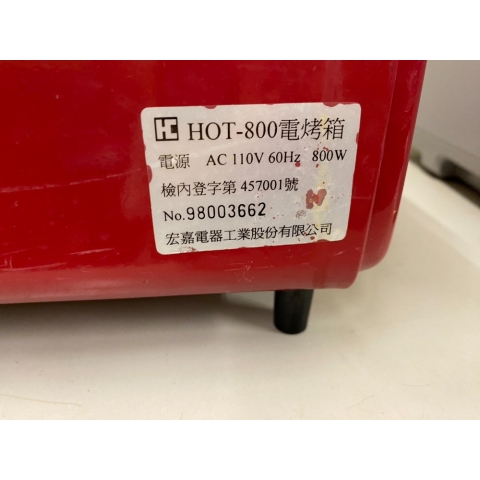 HC HOT-800電烤箱
電源 AC 110V 60Hz 800W
檢內登字第 457001號
No.98003662
N
宏嘉電器工業股份有限公司